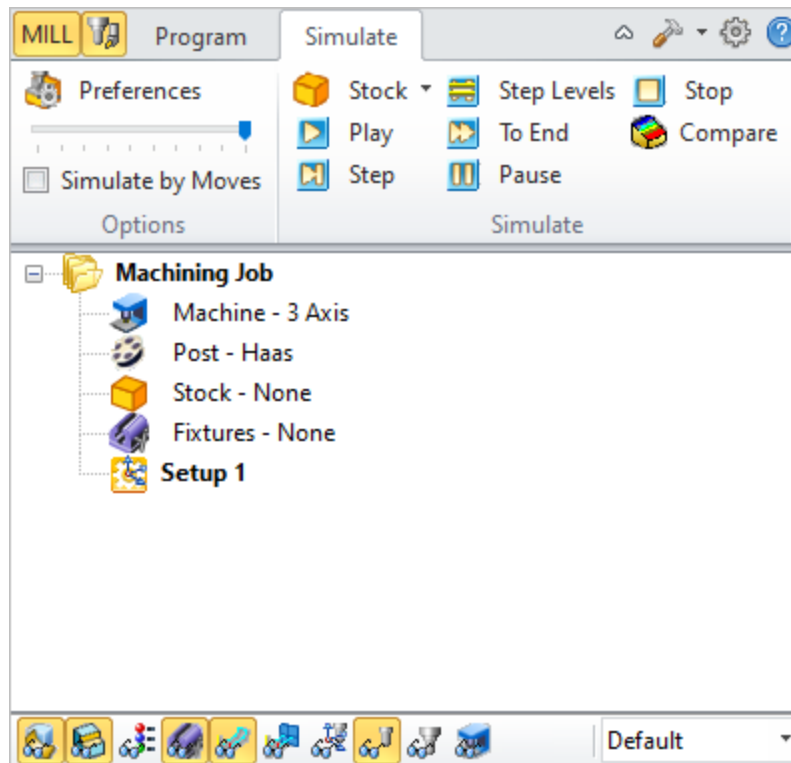 MILL Program Simulate
Preferences Stock Step Levels Stop
Play To End Compare
Simulate by Moves Step Pause
Options Simulate
Machining Job
Machine - 3 Axis
Post - Haas
Stock - None
Fixtures - None
Setup 1
Default